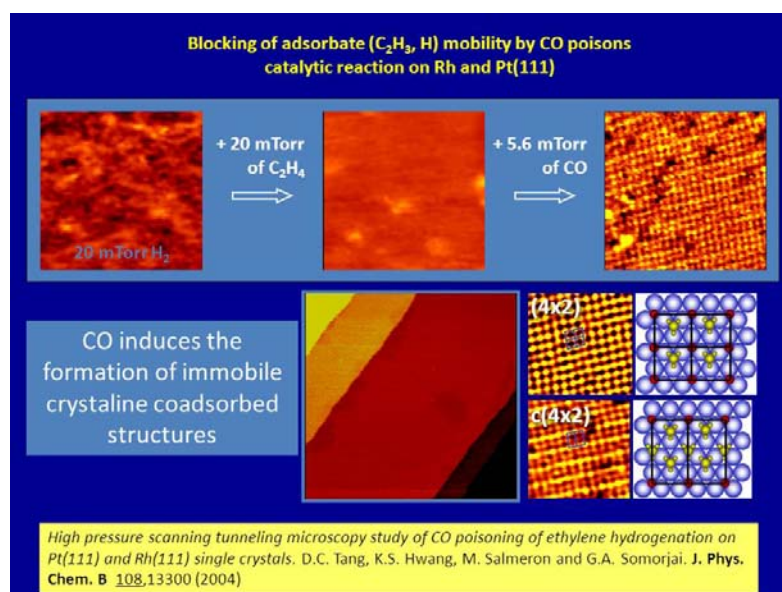 Blocking of adsorbate (C₂H₃, H) mobility by CO poisons
catalytic reaction on Rh and Pt(111)
20 mTorr H₂
+ 20 mTorr
of C₂H₄
+ 5.6 mTorr
of CO
CO induces the
formation of immobile
crystaline coadsorbed
structures
(4x2)
c(4x2)
High pressure scanning tunneling microscopy study of CO poisoning of ethylene hydrogenation on
Pt(111) and Rh(111) single crystals. D.C. Tang, K.S. Hwang, M. Salmeron and G.A. Somorjai. J. Phys.
Chem. B 108,13300 (2004)